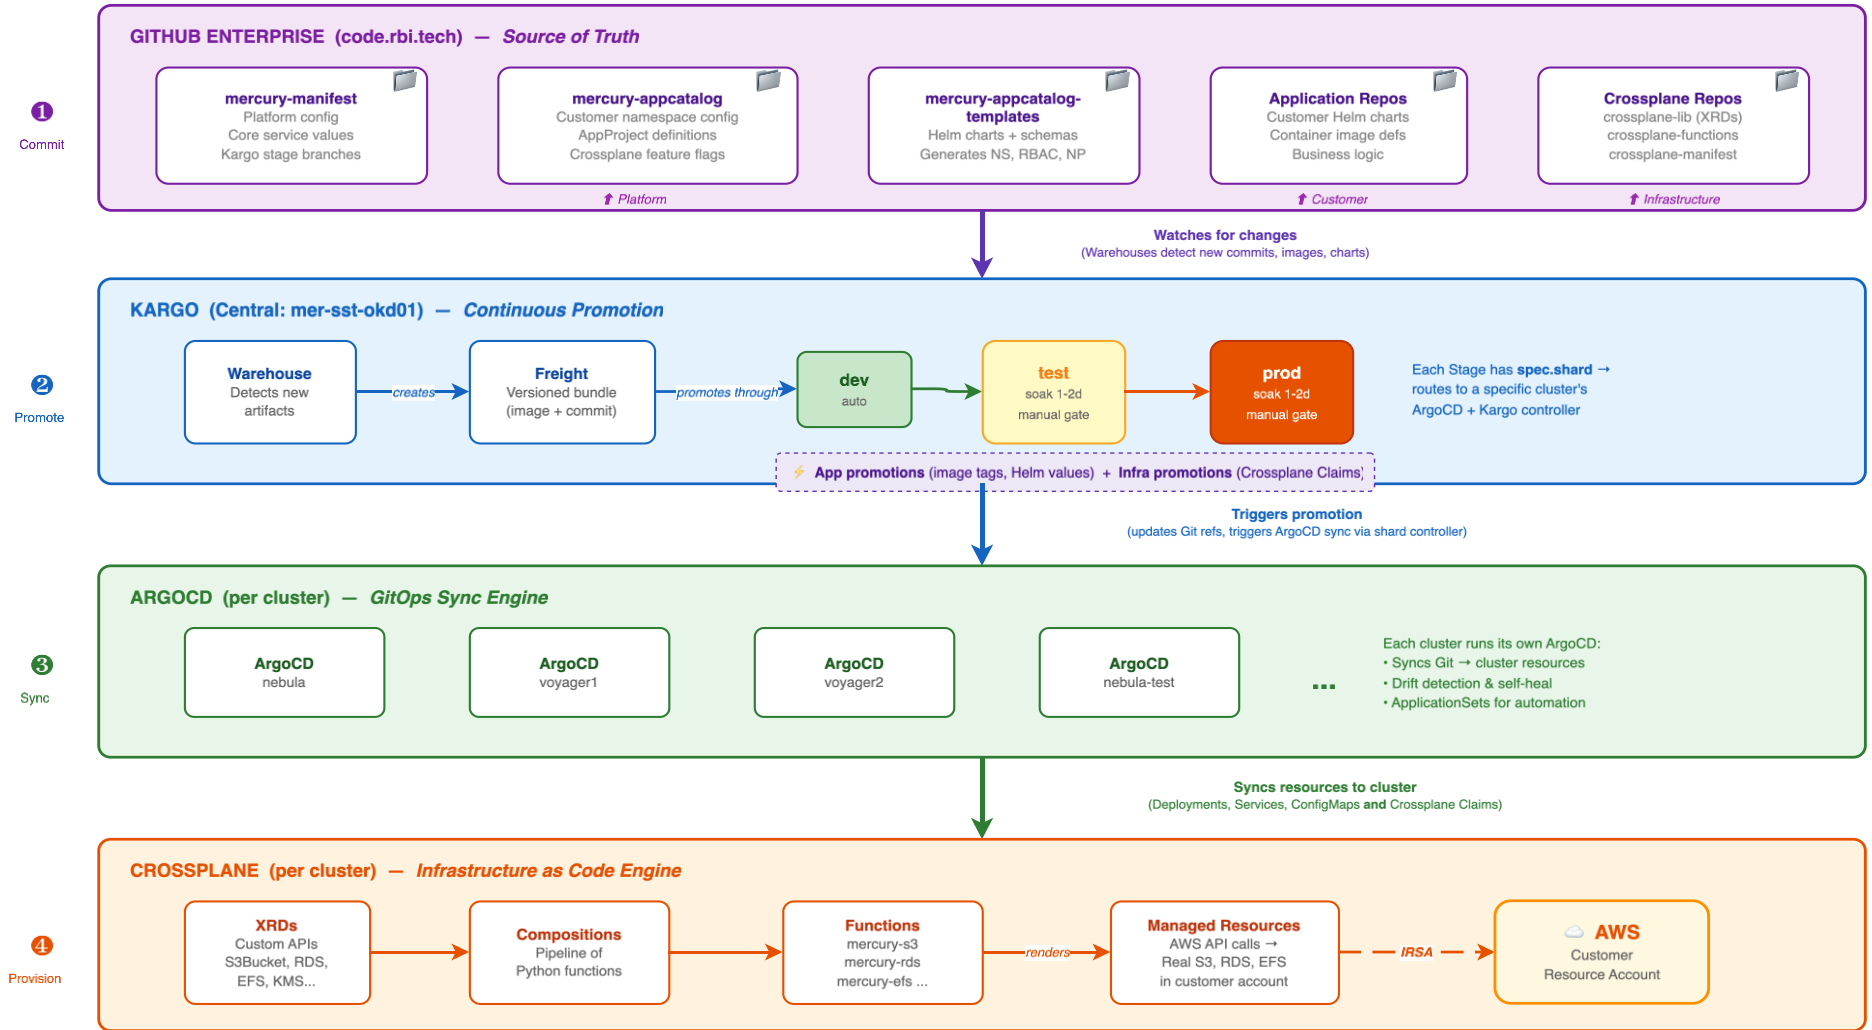 GITHUB ENTERPRISE (code.rbi.tech) — Source of Truth
mercury-manifest
Platform config
Core service values
Kargo stage branches
mercury-appcatalog
Customer namespace config
AppProject definitions
Crossplane feature flags
mercury-appcatalog-
templates
Helm charts + schemas
Generates NS, RBAC, NP
Application Repos
Customer Helm charts
Container image defs
Business logic
Crossplane Repos
crossplane-lib (XRDs)
crossplane-functions
crossplane-manifest
1
Commit
⬆ Platform
⬆ Customer
⬆ Infrastructure
Watches for changes
(Warehouses detect new commits, images, charts)
KARGO (Central: mer-sst-okd01) — Continuous Promotion
2
Promote
Warehouse
Detects new
artifacts
creates
Freight
Versioned bundle
(image + commit)
promotes through
dev
auto
test
soak 1-2d
manual gate
prod
soak 1-2d
manual gate
Each Stage has spec.shard →
routes to a specific cluster's
ArgoCD + Kargo controller
⚡ App promotions (image tags, Helm values) + Infra promotions (Crossplane Claims)
Triggers promotion
(updates Git refs, triggers ArgoCD sync via shard controller)
ARGOCD (per cluster) — GitOps Sync Engine
3
Sync
ArgoCD
nebula
ArgoCD
voyager1
ArgoCD
voyager2
ArgoCD
nebula-test
...
Each cluster runs its own ArgoCD:
• Syncs Git → cluster resources
• Drift detection & self-heal
• ApplicationSets for automation
Syncs resources to cluster
(Deployments, Services, ConfigMaps and Crossplane Claims)
CROSSPLANE (per cluster) — Infrastructure as Code Engine
4
Provision
XRDs
Custom APIs
S3Bucket, RDS,
EFS, KMS...
Compositions
Pipeline of
Python functions
Functions
mercury-s3
mercury-rds
mercury-efs ...
renders
Managed Resources
AWS API calls →
Real S3, RDS, EFS
in customer account
IRSA
AWS
Customer
Resource Account